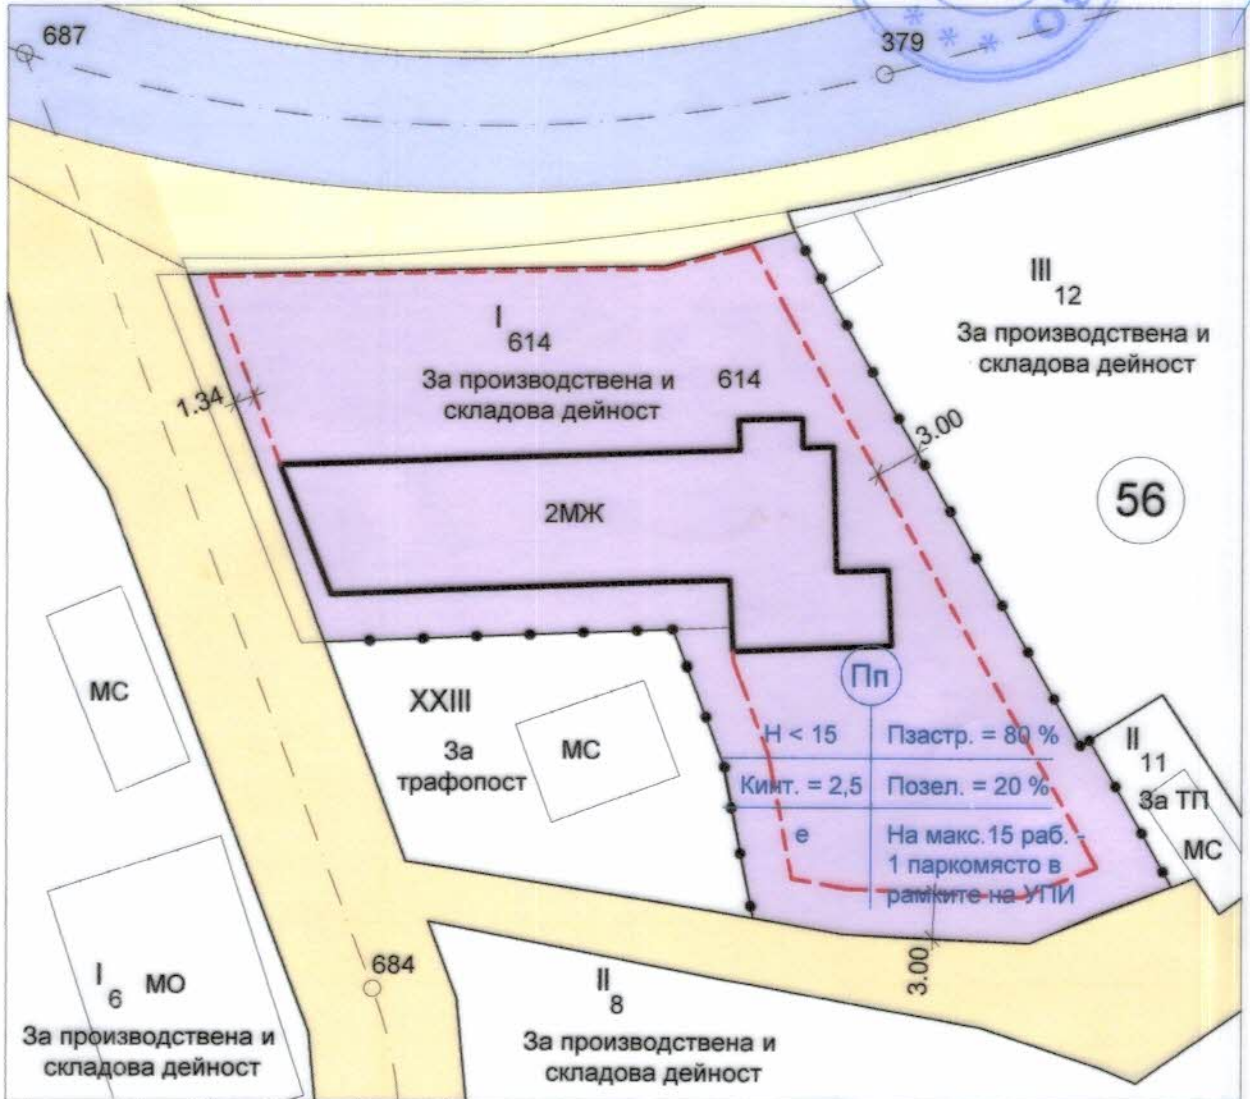 687
379
I
614
За производствена и
складова дейност
614
III
12
За производствена и
складова дейност
1.34
3.00
56
2МЖ
МС
XXIII
За
трафопост
МС
Пп
H < 15
Пзастр. = 80 %
Кинт. = 2,5
Позел. = 20 %
е
На макс.15 раб. -
1 паркомясто в
рамките на УПИ
II
11
За ТП
МС
3.00
684
I
6
МО
За производствена и
складова дейност
II
8
За производствена и
складова дейност